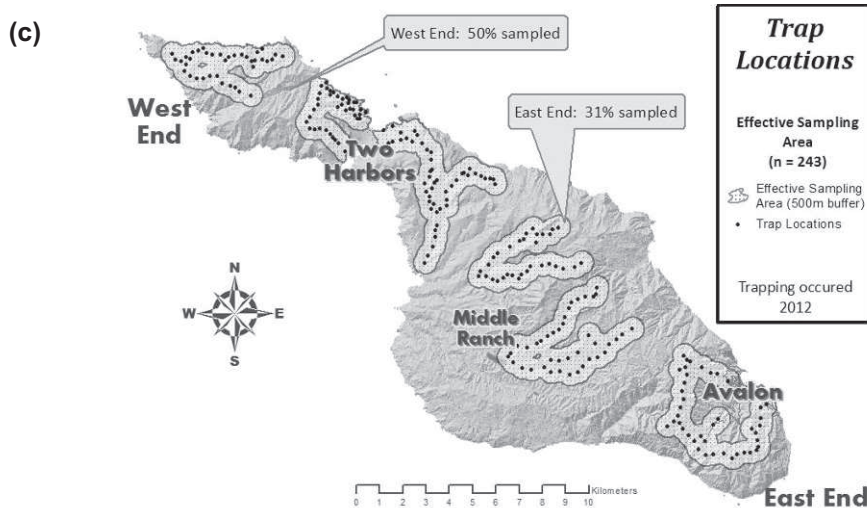 (c)
West End: 50% sampled
West
End
Two
Harbors
East End: 31% sampled
N
W
E
S
Middle
Ranch
Avalon
East End
0 1 2 3 4 5 6 7 8 9 10
Kilometers
Trap
Locations
Effective Sampling
Area
(n = 243)
Effective Sampling
Area (500m buffer)
Trap Locations
Trapping occured
2012